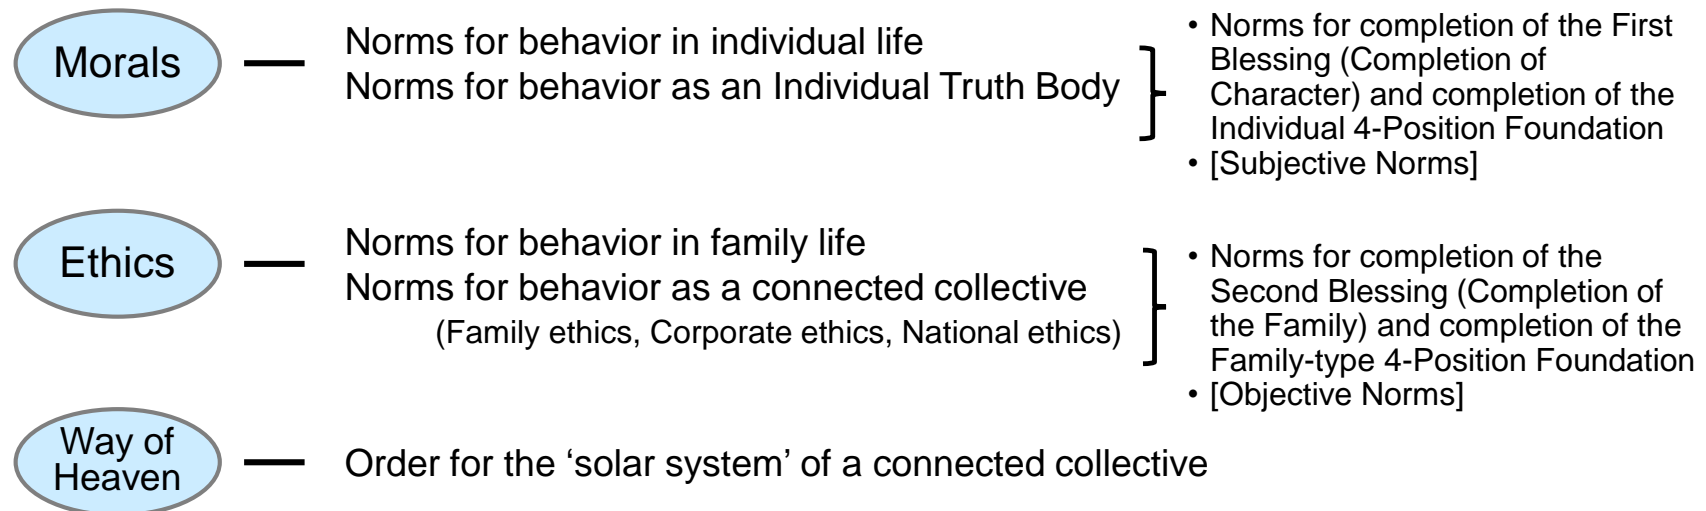 Morals
Norms for behavior in individual life
Norms for behavior as an Individual Truth Body
• Norms for completion of the First
Blessing (Completion of
Character) and completion of the
Individual 4-Position Foundation
• [Subjective Norms]
Ethics
Norms for behavior in family life
Norms for behavior as a connected collective
(Family ethics, Corporate ethics, National ethics)
• Norms for completion of the
Second Blessing (Completion of
the Family) and completion of the
Family-type 4-Position Foundation
• [Objective Norms]
Way of
Heaven
Order for the ‘solar system’ of a connected collective